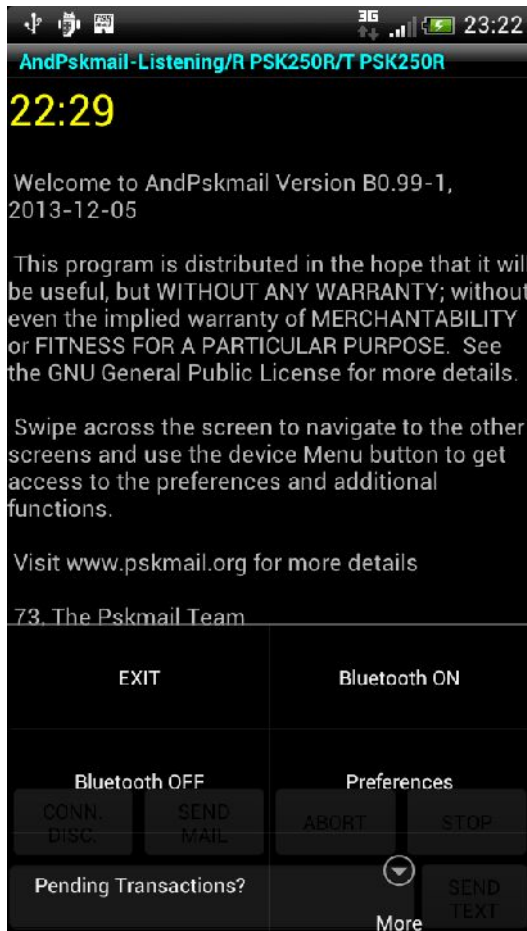 3G
23:22
AndPskmail-Listening/R PSK250R/T PSK250R
22:29
Welcome to AndPskmail Version B0.99-1,
2013-12-05
This program is distributed in the hope that it will
be useful, but WITHOUT ANY WARRANTY; without
even the implied warranty of MERCHANTABILITY
or FITNESS FOR A PARTICULAR PURPOSE. See
the GNU General Public License for more details.
Swipe across the screen to navigate to the other
screens and use the device Menu button to get
access to the preferences and additional
functions.
Visit www.pskmail.org for more details
73, The Pskmail Team
EXIT
Bluetooth ON
Bluetooth OFF
Preferences
CONN.
DISC.
SEND
MAIL
ABORT
STOP
Pending Transactions?
More
SEND
TEXT